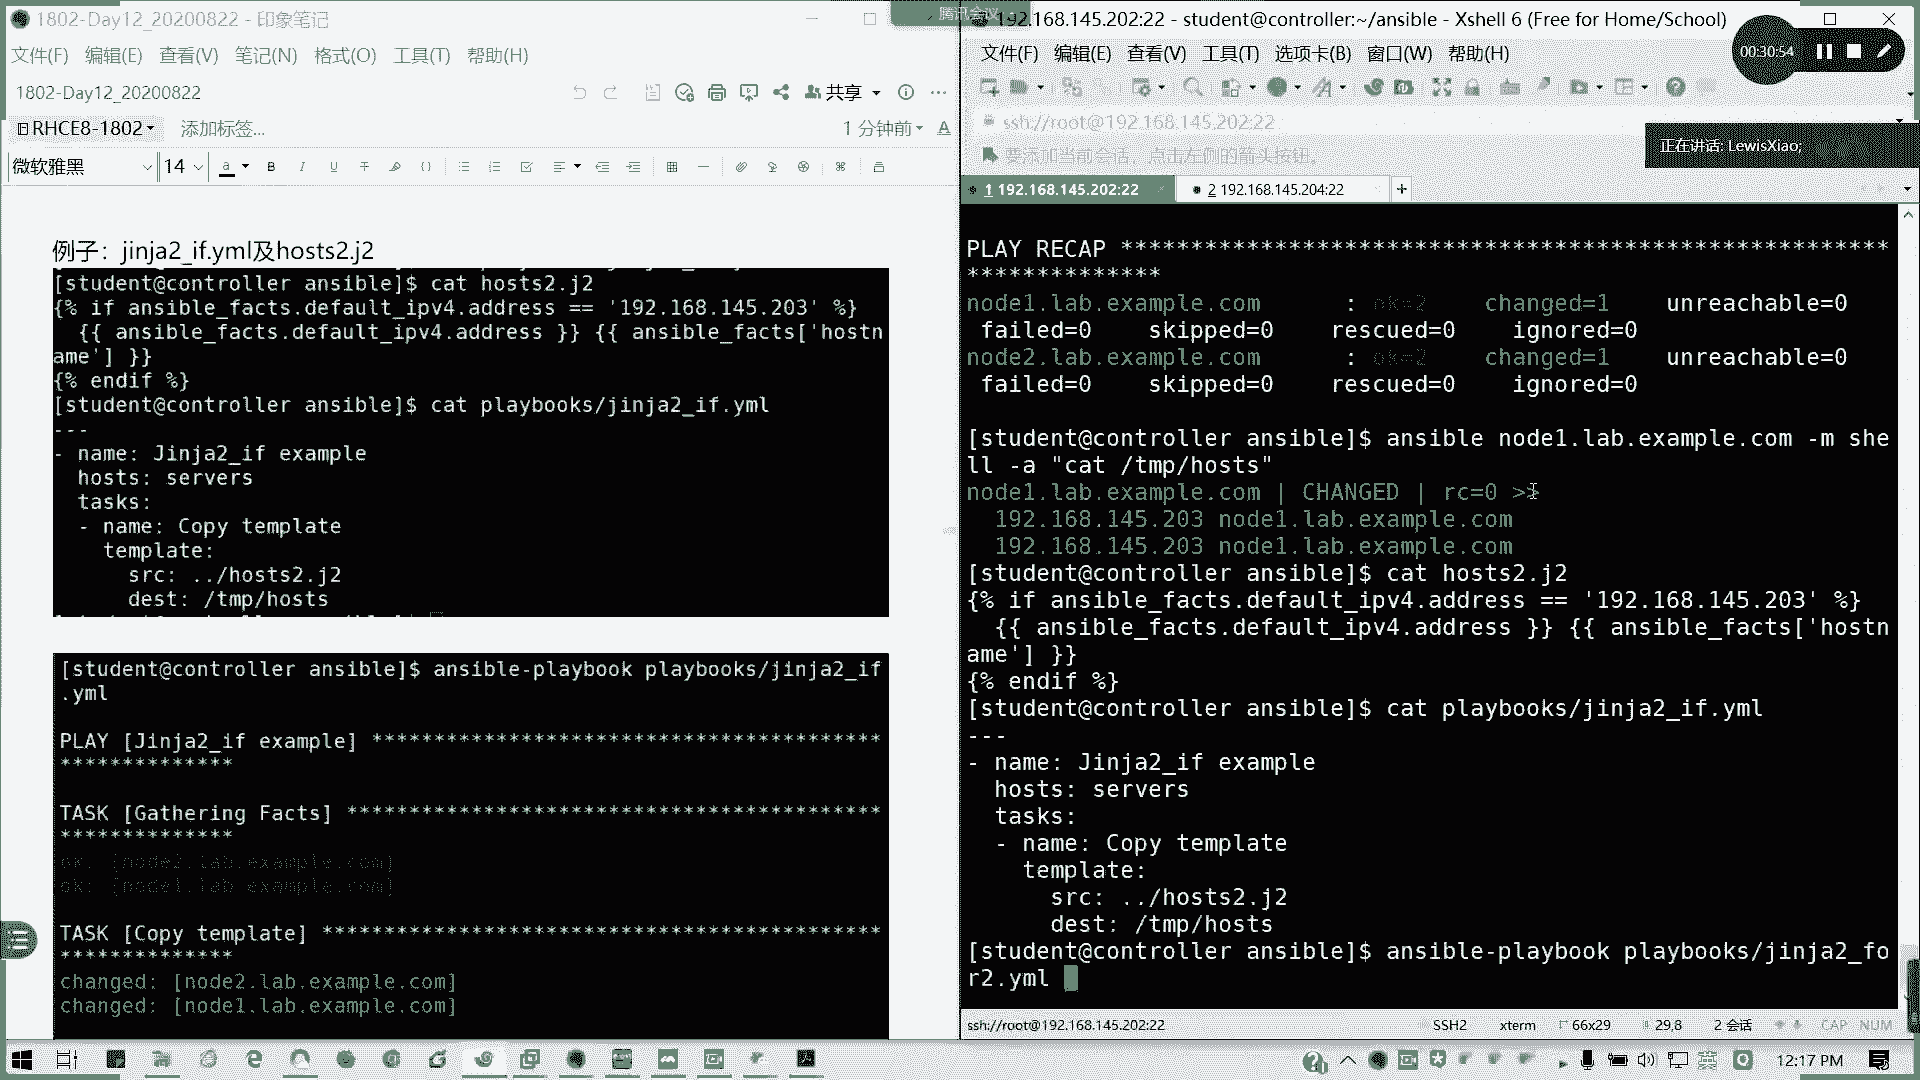 1802-Day12_20200822 - 印象笔记
文件(F) 编辑(E) 查看(V) 笔记(N) 格式(O) 工具(T) 帮助(H)
1802-Day12_20200822
共享
RHCE8-1802
添加标签...
1 分钟前
微软雅黑
14
例子：jinja2_if.yml及hosts2.j2
[student@controller ansible]$ cat hosts2.j2
{% if ansible_facts.default_ipv4.address == '192.168.145.203' %}
{{ ansible_facts.default_ipv4.address }} {{ ansible_facts['hostn
ame'] }}
{% endif %}
[student@controller ansible]$ cat playbooks/jinja2_if.yml
---
- name: Jinja2_if example
hosts: servers
tasks:
- name: Copy template
template:
src: ../hosts2.j2
dest: /tmp/hosts
[student@controller ansible]$ ansible-playbook playbooks/jinja2_if
.yml
PLAY [Jinja2_if example] *****************************************
**************
TASK [Gathering Facts] *******************************************
**************
ok: [node2.lab.example.com]
ok: [node1.lab.example.com]
TASK [Copy template] *********************************************
**************
changed: [node2.lab.example.com]
changed: [node1.lab.example.com]
腾讯会议
192.168.145.202:22 - student@controller:~/ansible - Xshell 6 (Free for Home/School)
文件(F) 编辑(E) 查看(V) 工具(T) 选项卡(B) 窗口(W) 帮助(H)
00:30:54
ssh://root@192.168.145.202:22
要添加当前会话，点击左侧的箭头按钮。
正在讲话: LewisXiao;
1 192.168.145.202:22
2 192.168.145.204:22
PLAY RECAP *******************************************************
**************
node1.lab.example.com : ok=2 changed=1 unreachable=0
failed=0 skipped=0 rescued=0 ignored=0
node2.lab.example.com : ok=2 changed=1 unreachable=0
failed=0 skipped=0 rescued=0 ignored=0
[student@controller ansible]$ ansible node1.lab.example.com -m she
ll -a "cat /tmp/hosts"
node1.lab.example.com | CHANGED | rc=0 >>
192.168.145.203 node1.lab.example.com
192.168.145.203 node1.lab.example.com
[student@controller ansible]$ cat hosts2.j2
{% if ansible_facts.default_ipv4.address == '192.168.145.203' %}
{{ ansible_facts.default_ipv4.address }} {{ ansible_facts['hostn
ame'] }}
{% endif %}
[student@controller ansible]$ cat playbooks/jinja2_if.yml
---
- name: Jinja2_if example
hosts: servers
tasks:
- name: Copy template
template:
src: ../hosts2.j2
dest: /tmp/hosts
[student@controller ansible]$ ansible-playbook playbooks/jinja2_fo
r2.yml
ssh://root@192.168.145.202:22
SSH2 xterm 66x29 29,8 2 会话 CAP NUM
12:17 PM